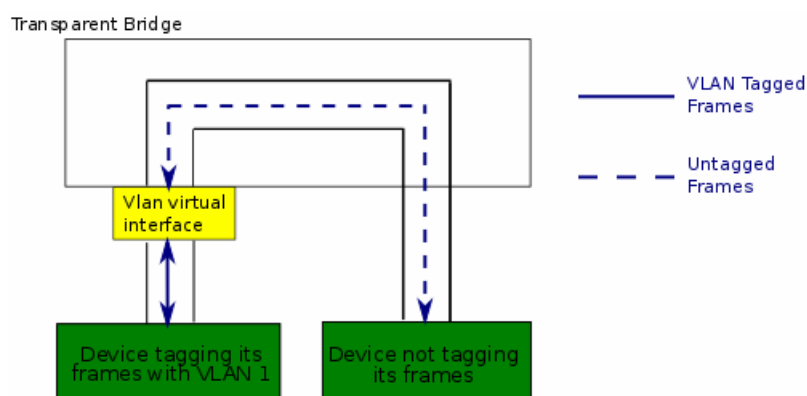 Transparent Bridge
VLAN Tagged
Frames
Untagged
Frames
Vlan virtual
interface
Device tagging its
frames with VLAN 1
Device not tagging
its frames